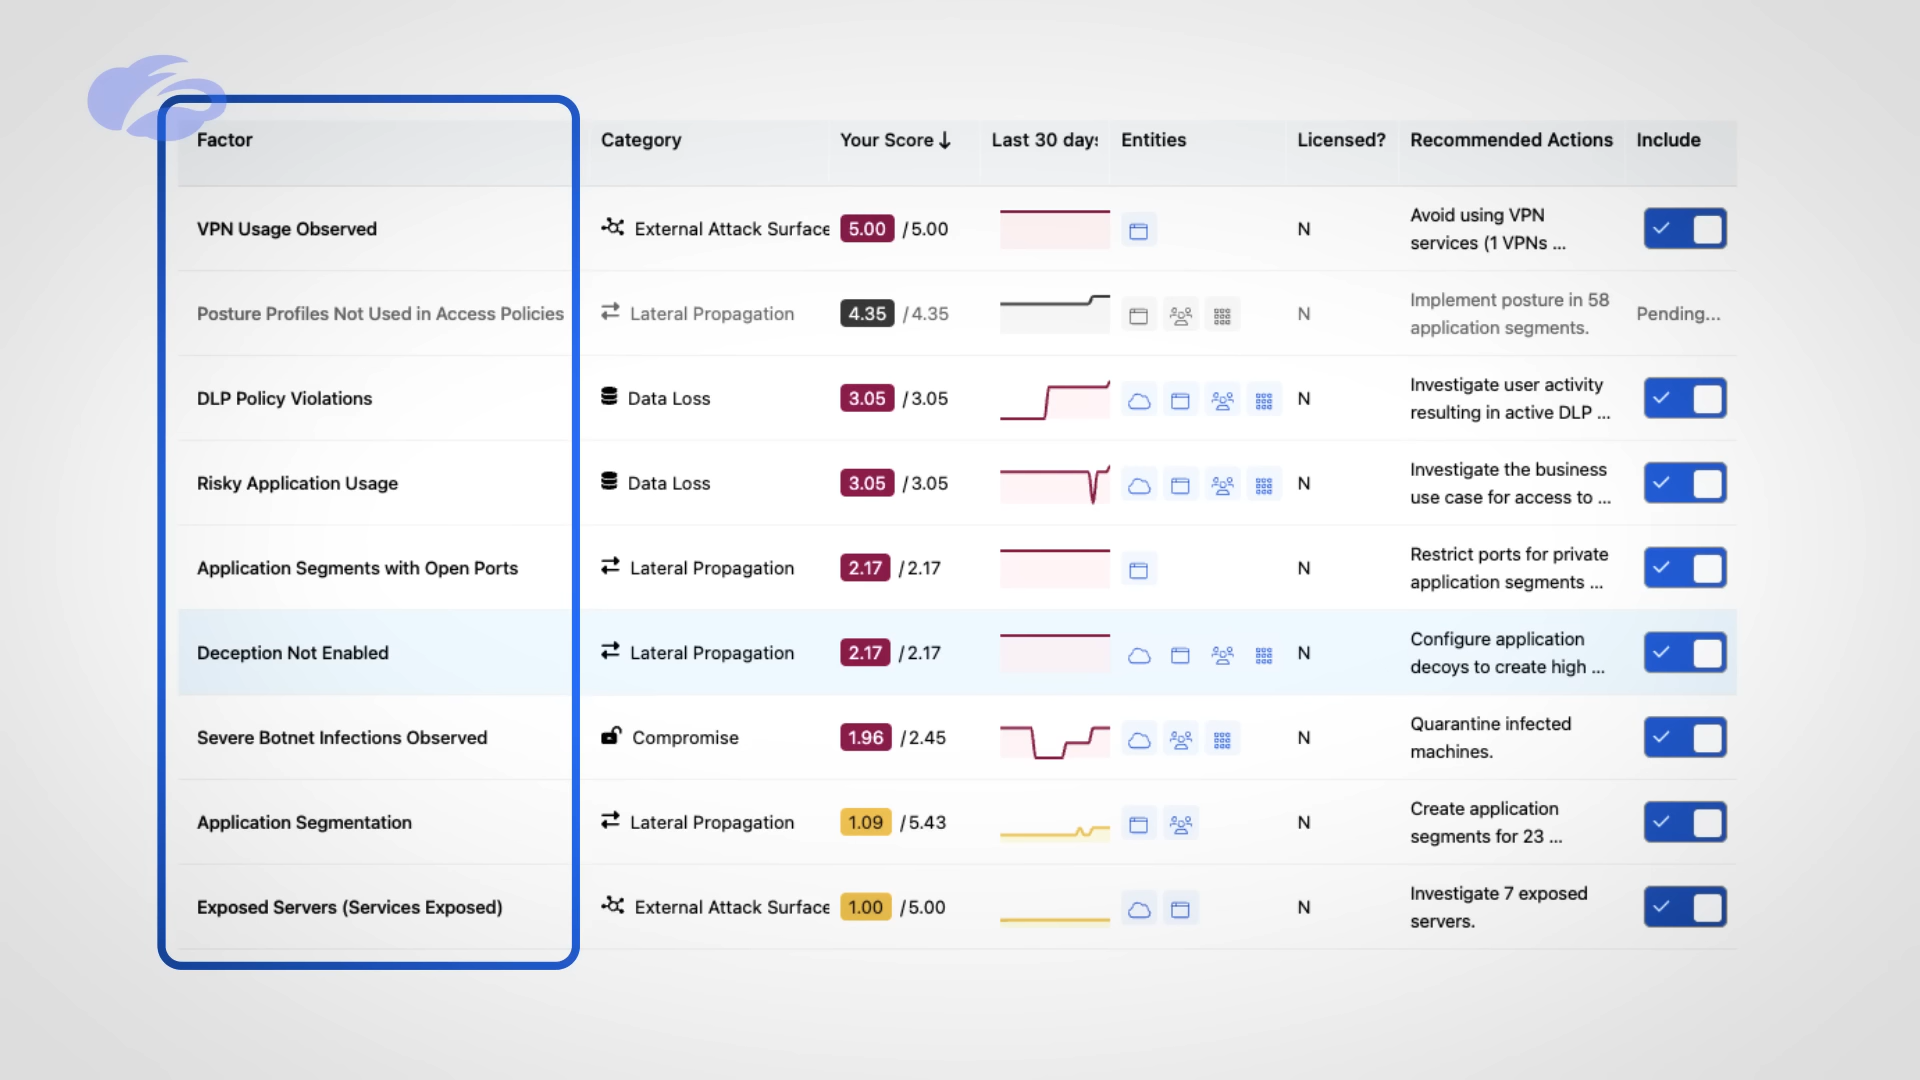 Factor Category Your Score ↓ Last 30 days Entities Licensed? Recommended Actions Include
VPN Usage Observed External Attack Surface 5.00 /5.00 N Avoid using VPN
services (1 VPNs ...
Posture Profiles Not Used in Access Policies Lateral Propagation 4.35 /4.35 N Implement posture in 58
application segments. Pending...
DLP Policy Violations Data Loss 3.05 /3.05 N Investigate user activity
resulting in active DLP ...
Risky Application Usage Data Loss 3.05 /3.05 N Investigate the business
use case for access to ...
Application Segments with Open Ports Lateral Propagation 2.17 /2.17 N Restrict ports for private
application segments ...
Deception Not Enabled Lateral Propagation 2.17 /2.17 N Configure application
decoys to create high ...
Severe Botnet Infections Observed Compromise 1.96 /2.45 N Quarantine infected
machines.
Application Segmentation Lateral Propagation 1.09 /5.43 N Create application
segments for 23 ...
Exposed Servers (Services Exposed) External Attack Surface 1.00 /5.00 N Investigate 7 exposed
servers.